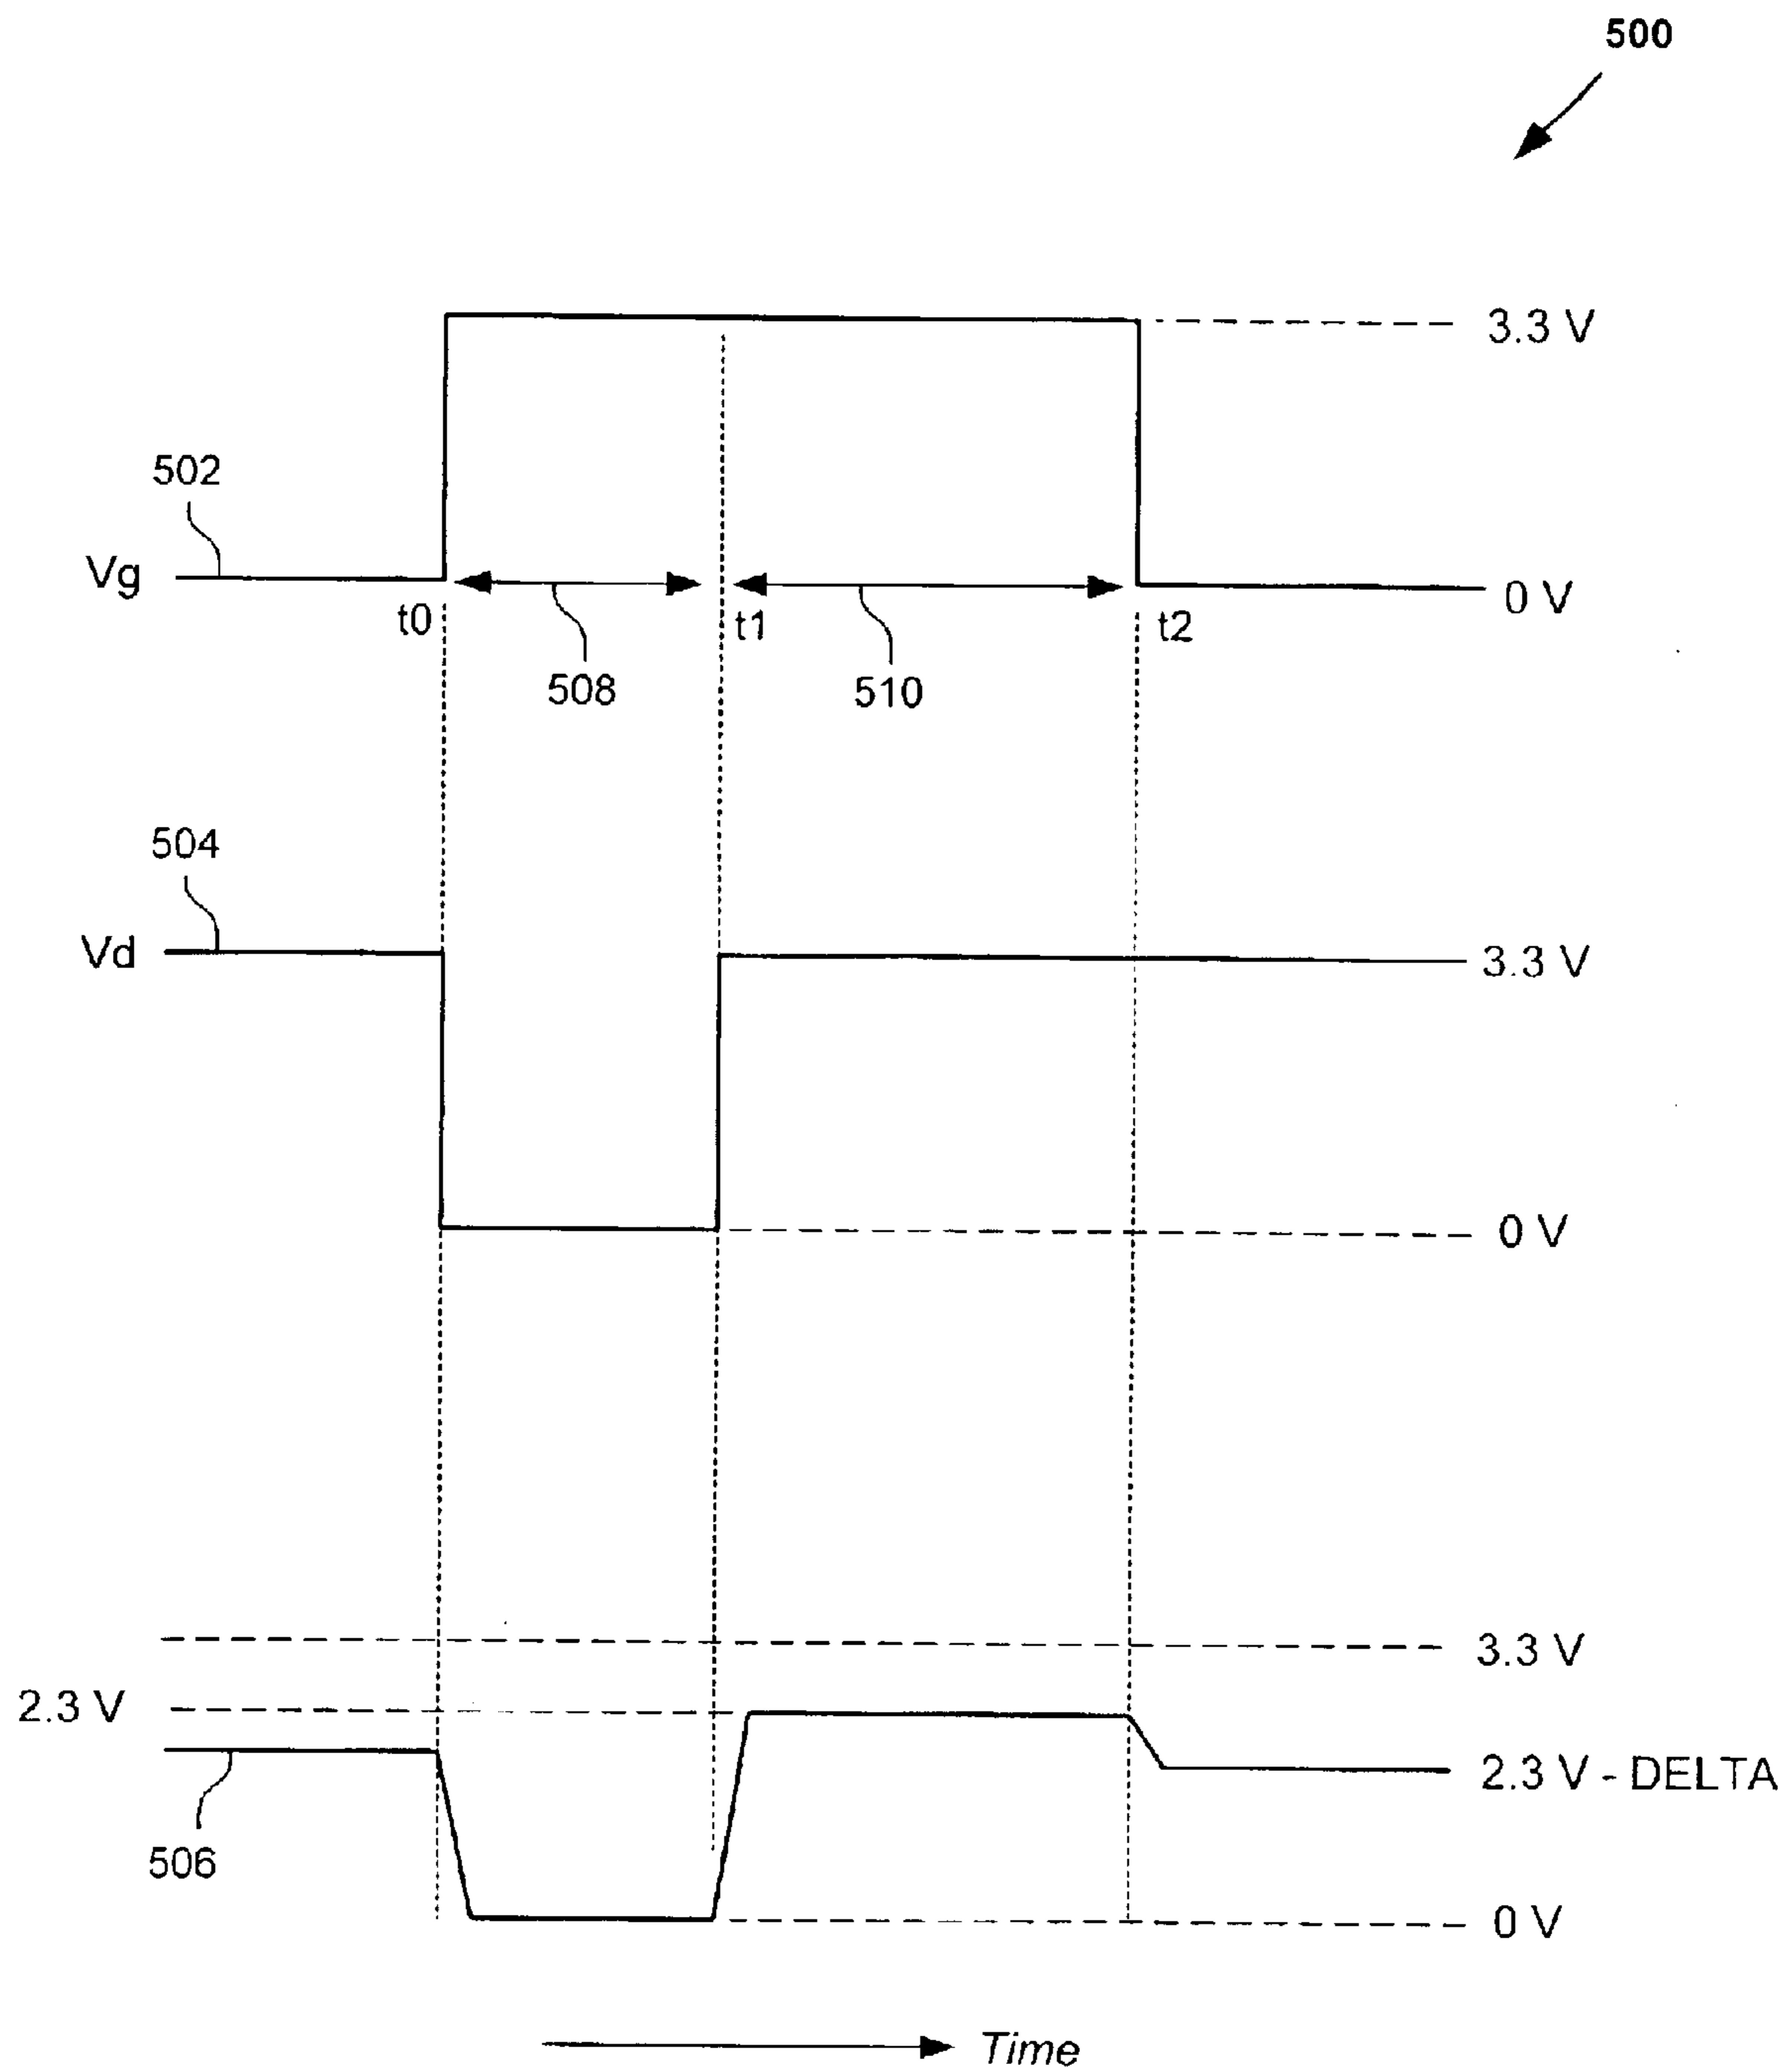 500
3.3 V
502
Vg
0 V
t0
t1
t2
508
510
504
Vd
3.3 V
0 V
3.3 V
2.3 V
2.3 V - DELTA
506
0 V
Time